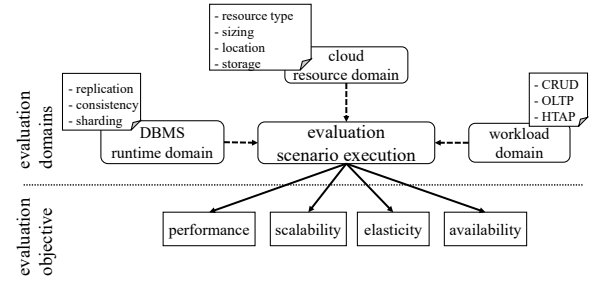 - resource type
- sizing
- location
- storage
cloud
resource domain
- replication
- consistency
- sharding
DBMS
runtime domain
evaluation
scenario execution
- CRUD
- OLTP
- HTAP
workload
domain
evaluation
domains
performance
scalability
elasticity
availability
evaluation
objective